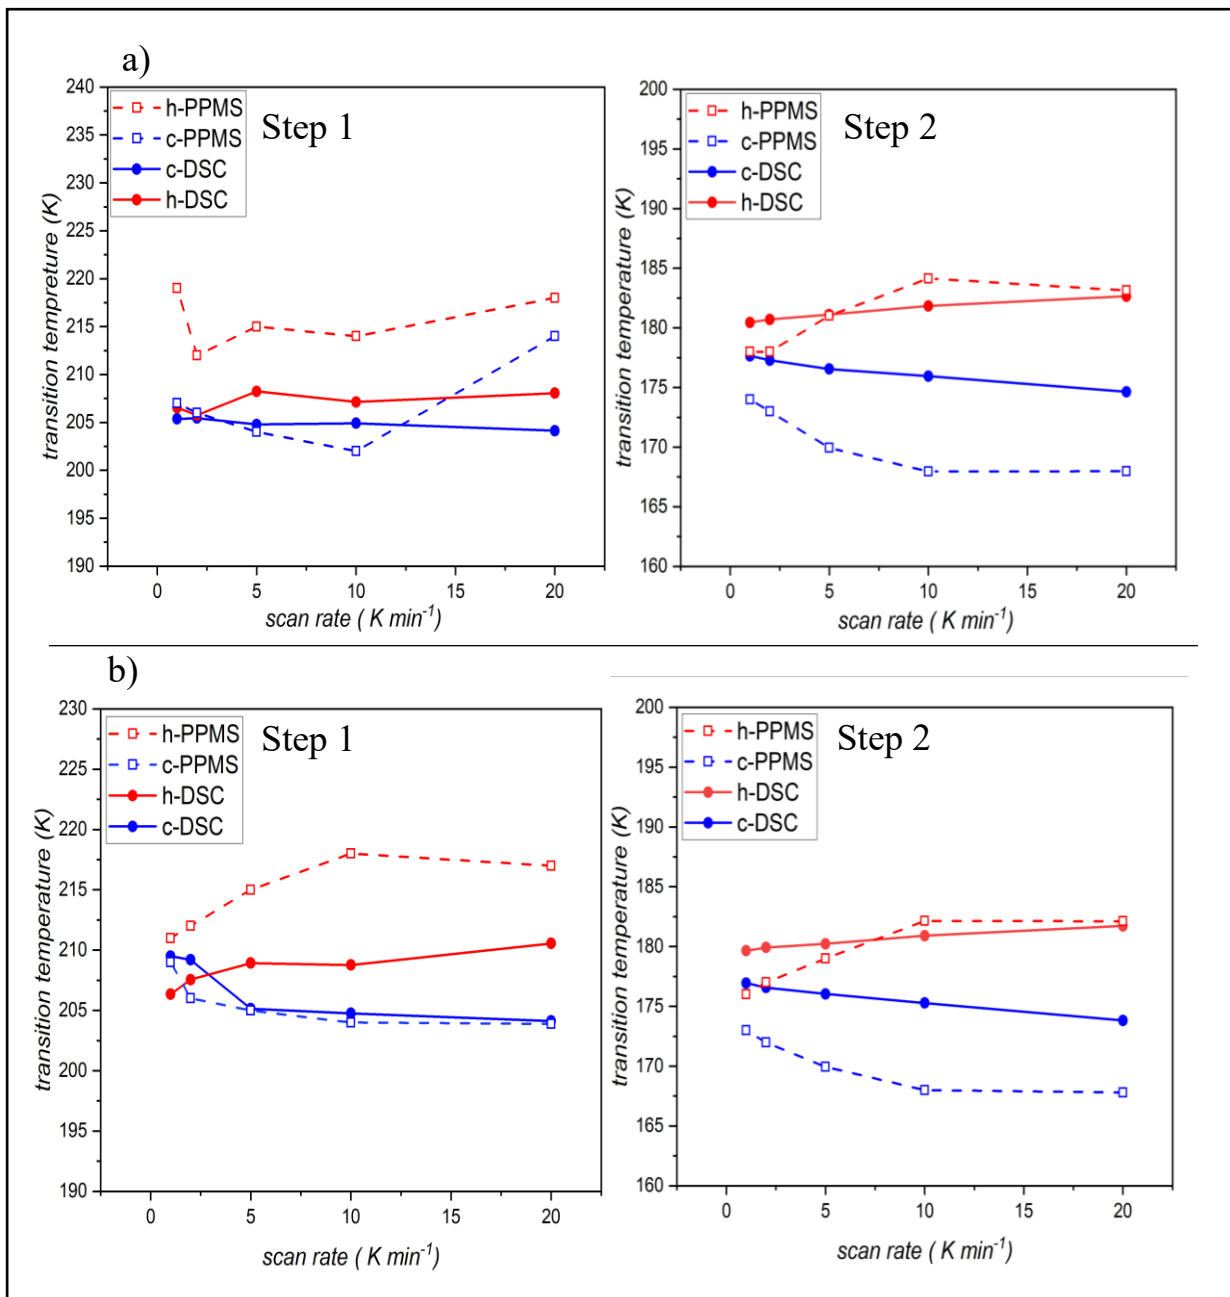 a)
Step 1
h-PPMS
c-PPMS
c-DSC
h-DSC
240
235
230
225
220
215
210
205
200
195
190
transition tempreture (K)
0
5
10
15
20
scan rate ( K min-1)
Step 2
h-PPMS
c-PPMS
c-DSC
h-DSC
200
195
190
185
180
175
170
165
160
transition temperature (K)
0
5
10
15
20
scan rate ( K min-1)
b)
Step 1
h-PPMS
c-PPMS
h-DSC
c-DSC
230
225
220
215
210
205
200
195
190
transition temperature (K)
0
5
10
15
20
scan rate ( K min-1)
Step 2
h-PPMS
c-PPMS
h-DSC
c-DSC
200
195
190
185
180
175
170
165
160
transition temperature (K)
0
5
10
15
20
scan rate ( K min-1)